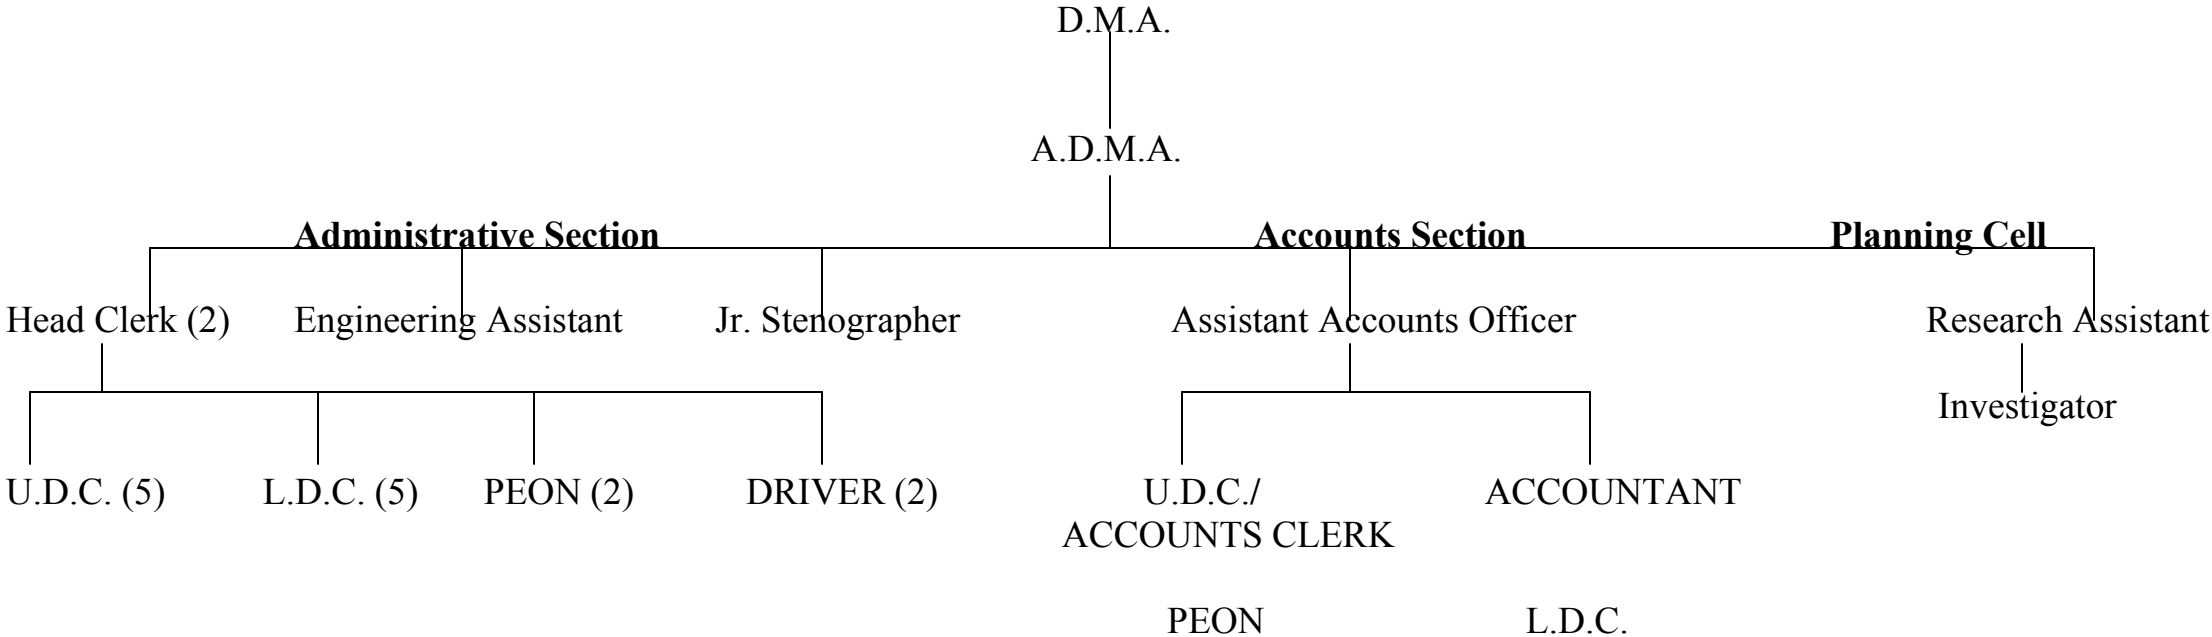 D.M.A.
A.D.M.A.
Administrative Section Accounts Section Planning Cell
Head Clerk (2) Engineering Assistant Jr. Stenographer Assistant Accounts Officer Research Assistant
Investigator
U.D.C. (5) L.D.C. (5) PEON (2) DRIVER (2) U.D.C./ ACCOUNTANT
ACCOUNTS CLERK
PEON L.D.C.